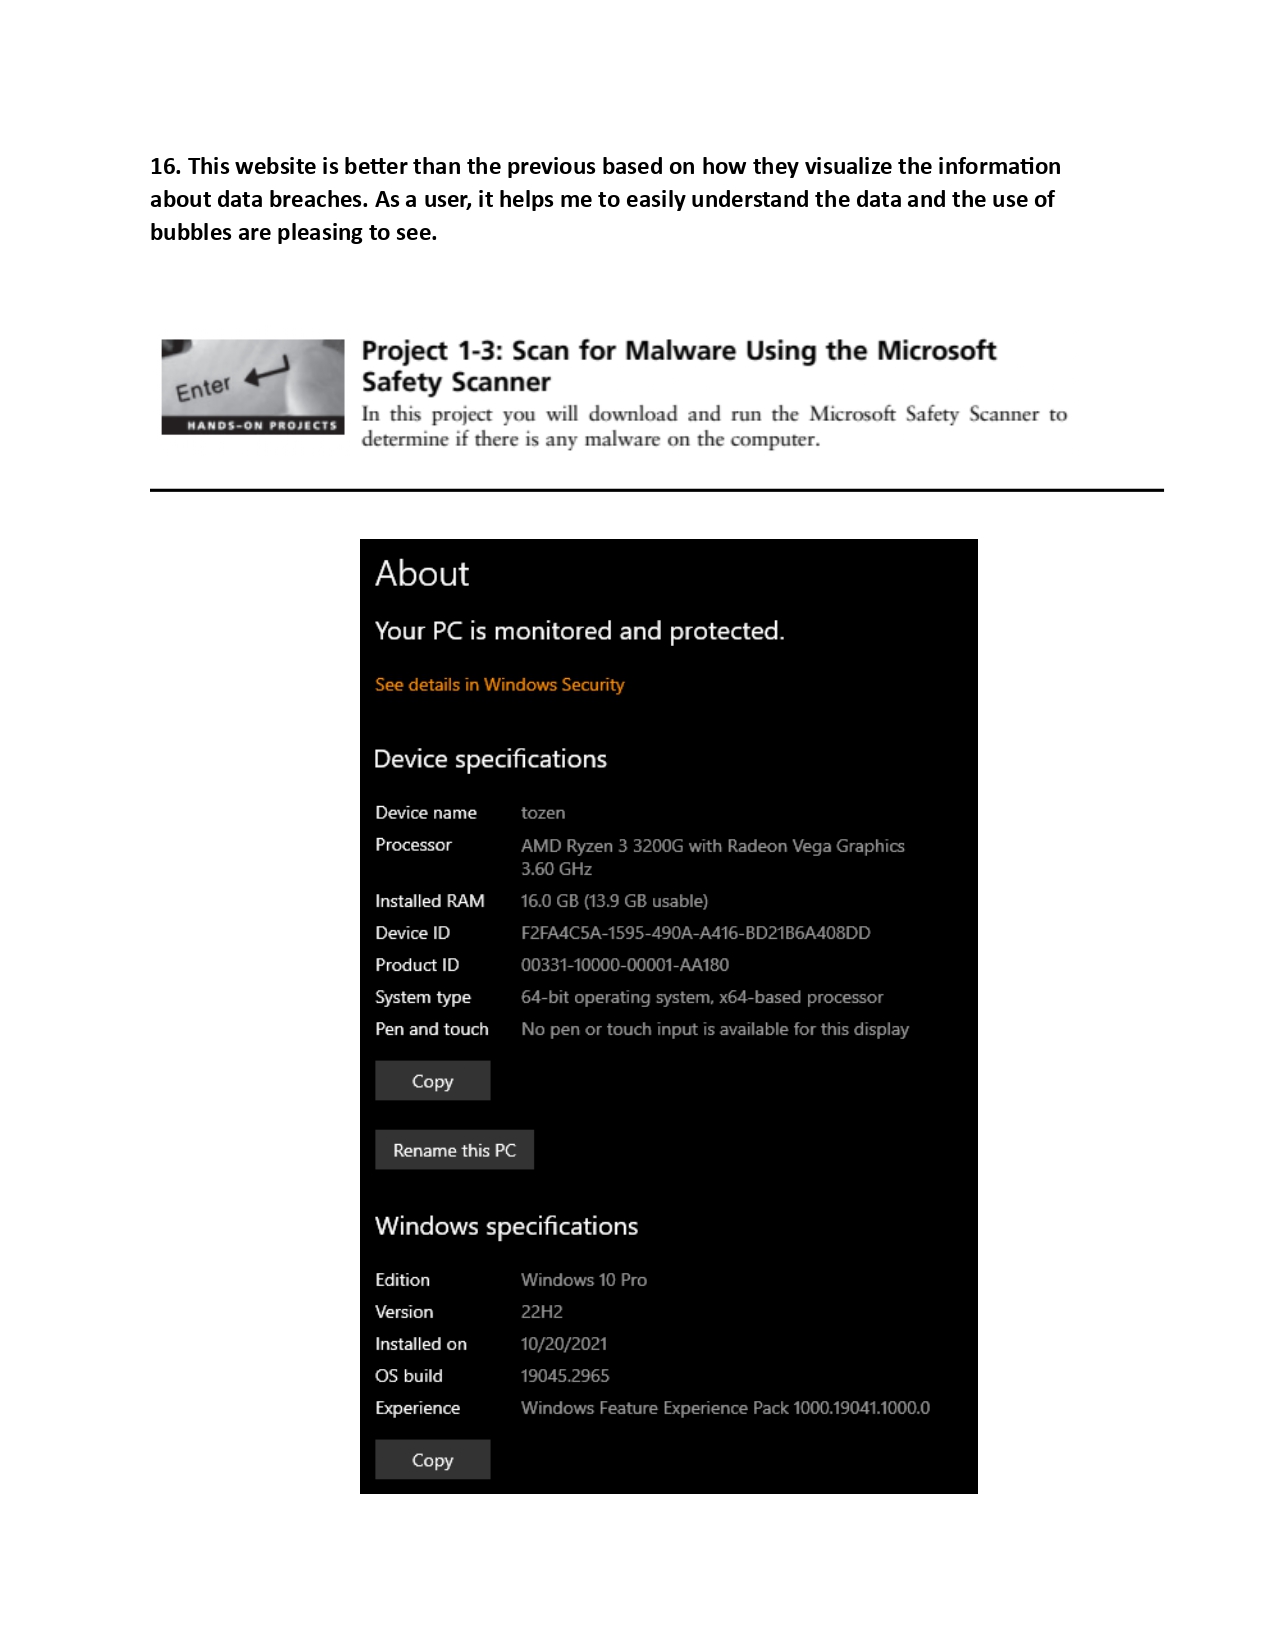 16. This website is better than the previous based on how they visualize the information
about data breaches. As a user, it helps me to easily understand the data and the use of
bubbles are pleasing to see.
Enter
HANDS-ON PROJECTS
Project 1-3: Scan for Malware Using the Microsoft
Safety Scanner
In this project you will download and run the Microsoft Safety Scanner to
determine if there is any malware on the computer.
About
Your PC is monitored and protected.
See details in Windows Security
Device specifications
Device name tozen
Processor AMD Ryzen 3 3200G with Radeon Vega Graphics
3.60 GHz
Installed RAM 16.0 GB (13.9 GB usable)
Device ID F2FA4C5A-1595-490A-A416-BD21B6A408DD
Product ID 00331-10000-00001-AA180
System type 64-bit operating system, x64-based processor
Pen and touch No pen or touch input is available for this display
Copy
Rename this PC
Windows specifications
Edition Windows 10 Pro
Version 22H2
Installed on 10/20/2021
OS build 19045.2965
Experience Windows Feature Experience Pack 1000.19041.1000.0
Copy